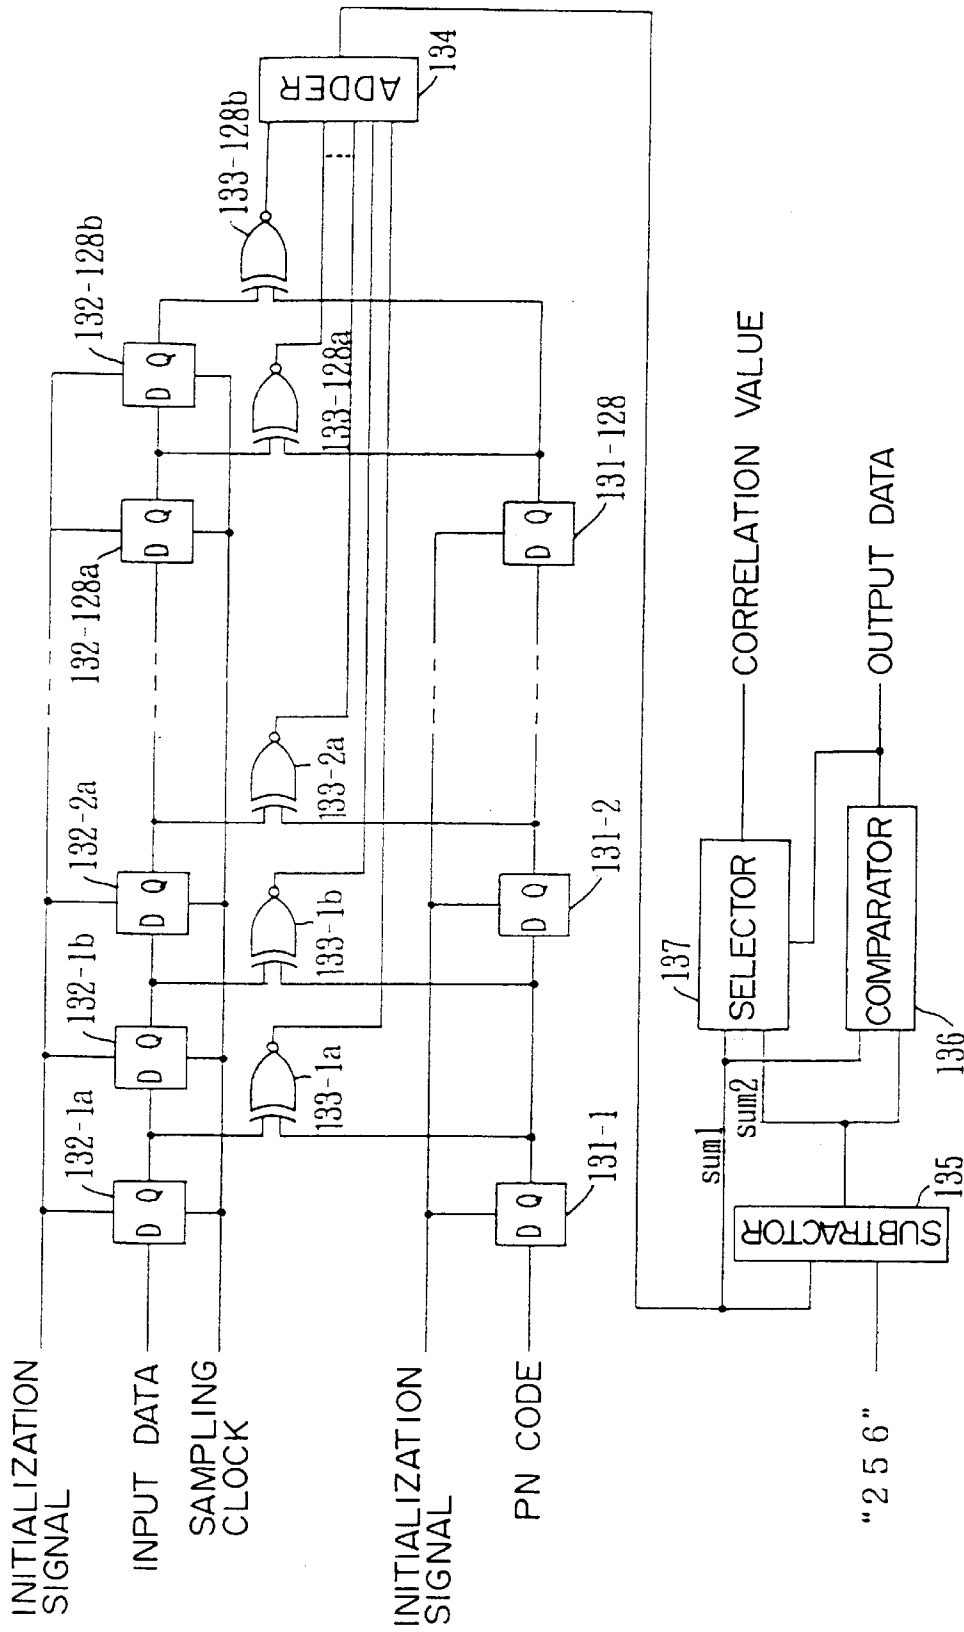 INITIALIZATION
SIGNAL
INPUT DATA
SAMPLING
CLOCK
132-1a
132-1b
132-2a
132-128a
132-128b
D Q
D Q
D Q
D Q
D Q
133-1a
133-1b
133-2a
133-128a
133-128b
ADDER
134
INITIALIZATION
SIGNAL
PN CODE
131-1
131-2
131-128
D Q
D Q
D Q
sum1
sum2
137
SELECTOR
CORRELATION VALUE
COMPARATOR
136
OUTPUT DATA
SUBTRACTOR
135
"256"